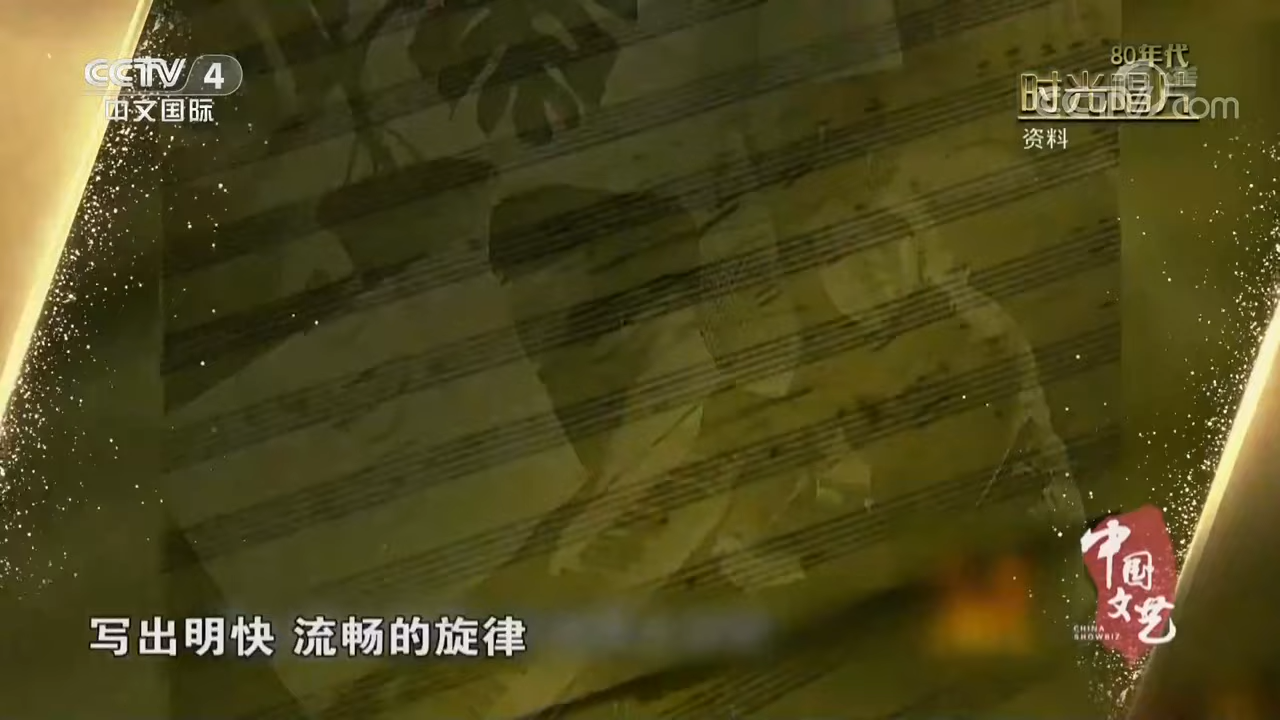 CCTV 4
中文国际
80年代
时光唱片
资料
写出明快 流畅的旋律
中国文艺
CHINA
SHOWBIZ